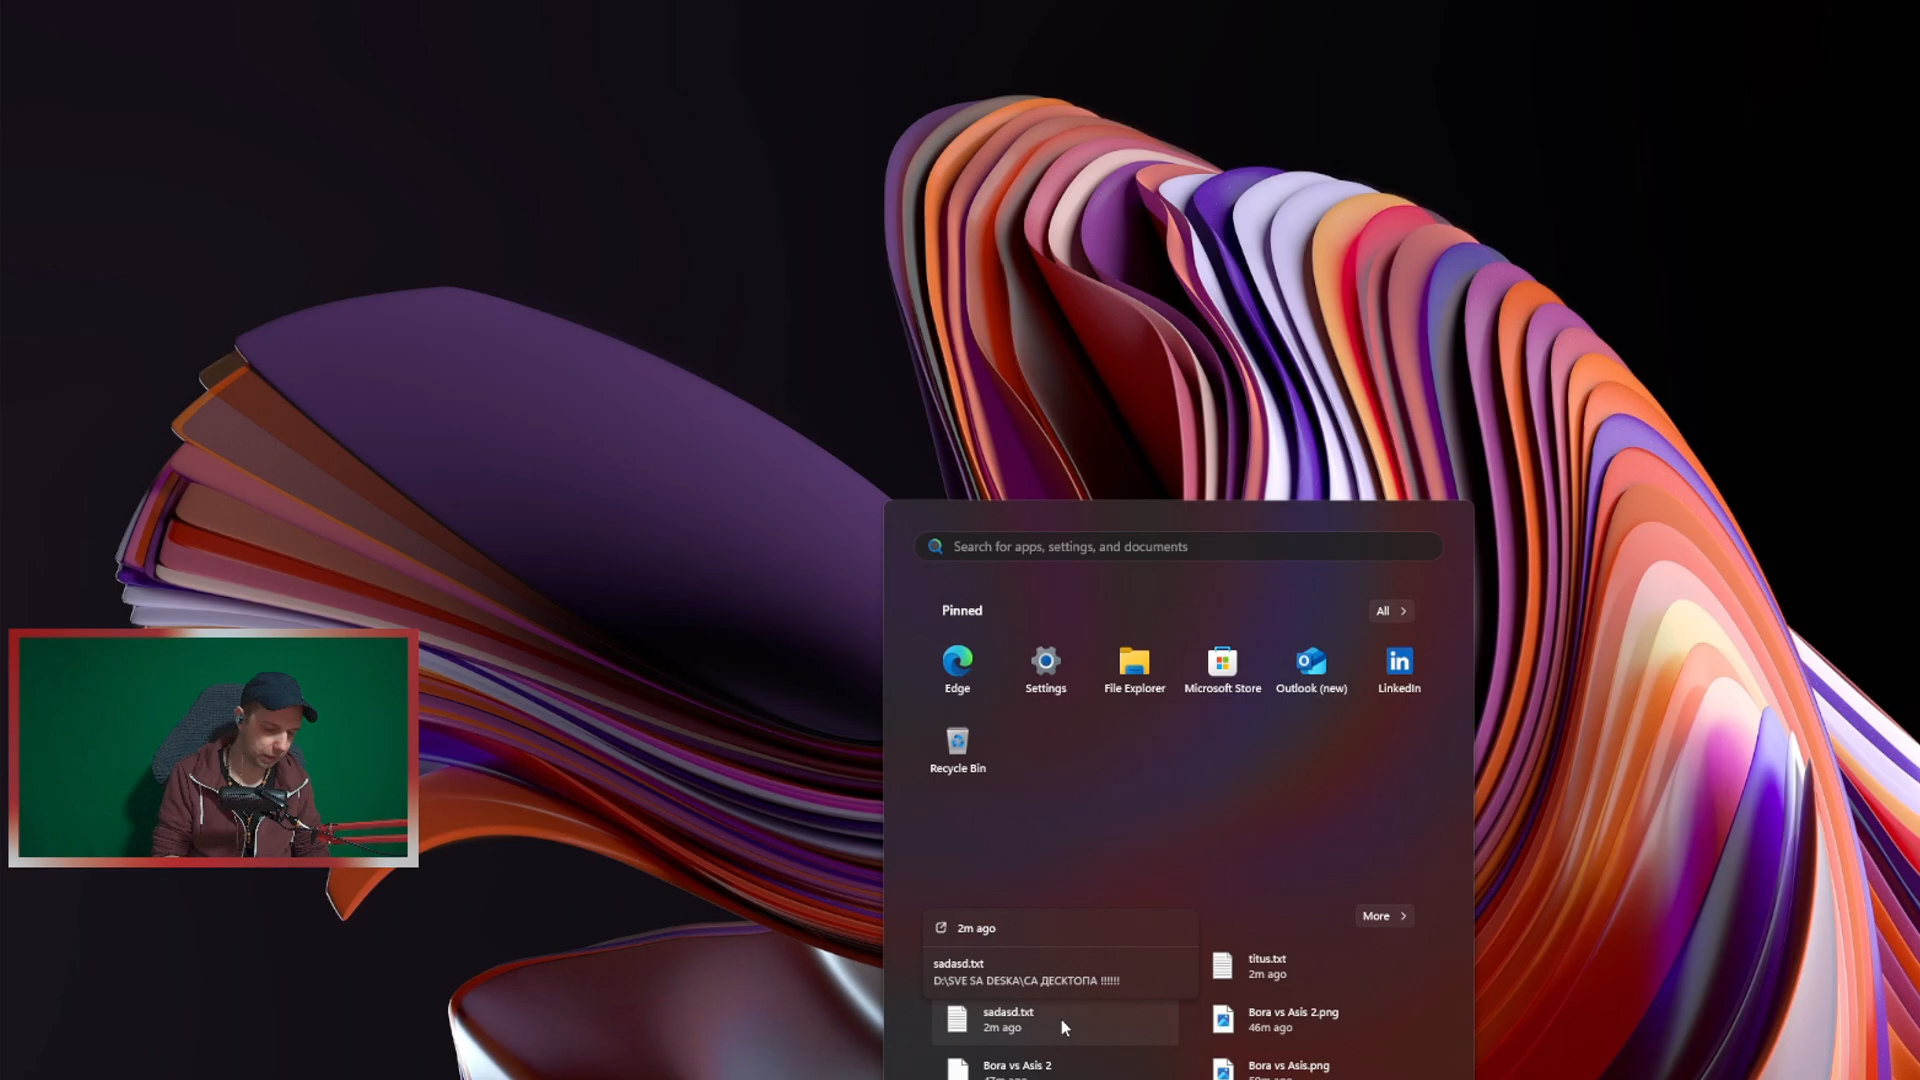 Search for apps, settings, and documents
Pinned
All
Edge
Settings
File Explorer
Microsoft Store
Outlook (new)
LinkedIn
Recycle Bin
More
2m ago
sadasd.txt
D:\SVE SA DESKA\СА ДЕСКТОПА !!!!!!
titus.txt
2m ago
sadasd.txt
2m ago
Bora vs Asis 2.png
46m ago
Bora vs Asis 2
Bora vs Asis.png